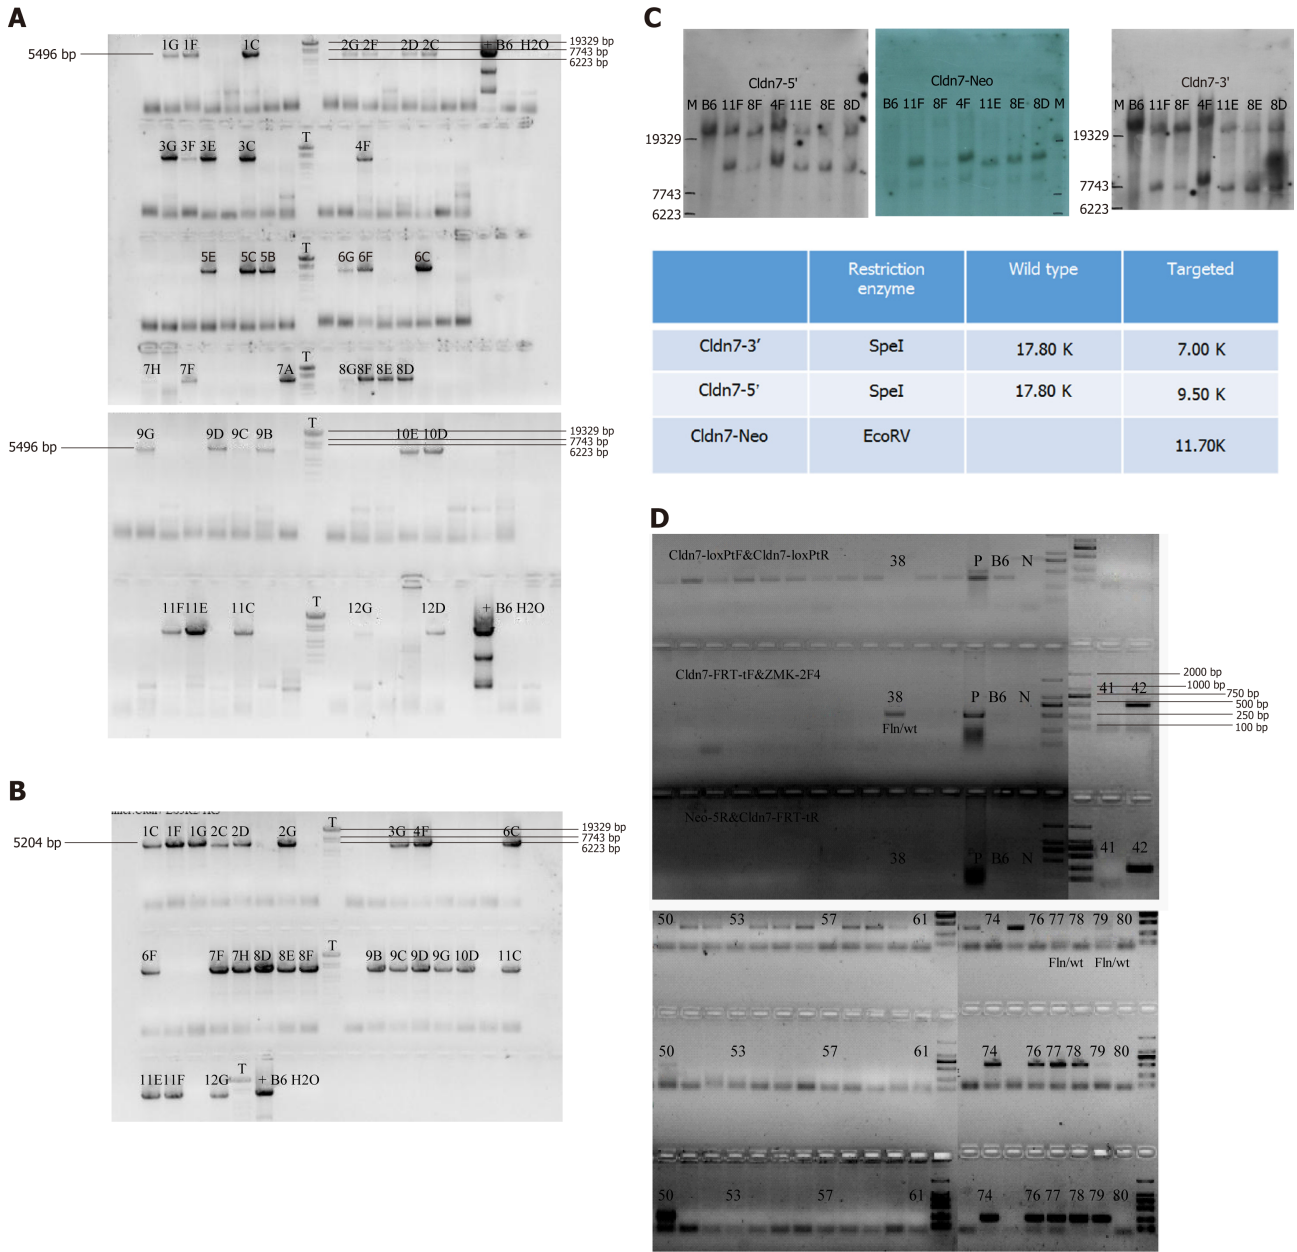 A
1G 1F 1C 2G 2F 2D 2C + B6 H2O
5496 bp
19329 bp
7743 bp
6223 bp
T
3G 3F 3E 3C 4F
T
5E 5C 5B 6G 6F 6C
T
7H 7F 7A 8G 8F 8E 8D
9G 9D 9C 9B T 10E 10D
5496 bp
19329 bp
7743 bp
6223 bp
11F 11E 11C T 12G 12D + B6 H2O
B
1C 1F 1G 2C 2D 2G T 3G 4F 6C
5204 bp
19329 bp
7743 bp
6223 bp
6F 7F 7H 8D 8E 8F T 9B 9C 9D 9G 10D 11C
11E 11F 12G T + B6 H2O
C
Cldn7-5'
M B6 11F 8F 4F 11E 8E 8D
19329
7743
6223
Cldn7-Neo
B6 11F 8F 4F 11E 8E 8D M
Cldn7-3'
M B6 11F 8F 4F 11E 8E 8D
19329
7743
6223
Restriction enzyme Wild type Targeted
Cldn7-3' SpeI 17.80 K 7.00 K
Cldn7-5' SpeI 17.80 K 9.50 K
Cldn7-Neo EcoRV 11.70K
D
Cldn7-loxPtF&Cldn7-loxPtR
38 P B6 N
Cldn7-FRT-tF&ZMK-2F4
38 P B6 N 41 42
Fln/wt
2000 bp
1000 bp
750 bp
500 bp
250 bp
100 bp
Neo-5R&Cldn7-FRT-tR
38 P B6 N 41 42
50 53 57 61 74 76 77 78 79 80
Fln/wt Fln/wt
50 53 57 61 74 76 77 78 79 80
50 53 57 61 74 76 77 78 79 80